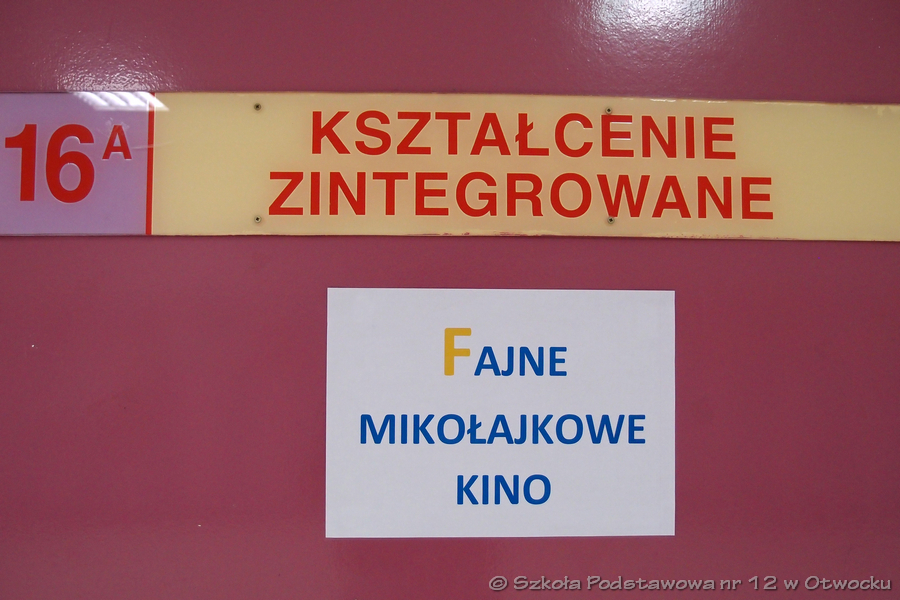 16A
KSZTAŁCENIE
ZINTEGROWANE
FAJNE
MIKOŁAJKOWE
KINO
© Szkoła Podstawowa nr 12 w Otwocku